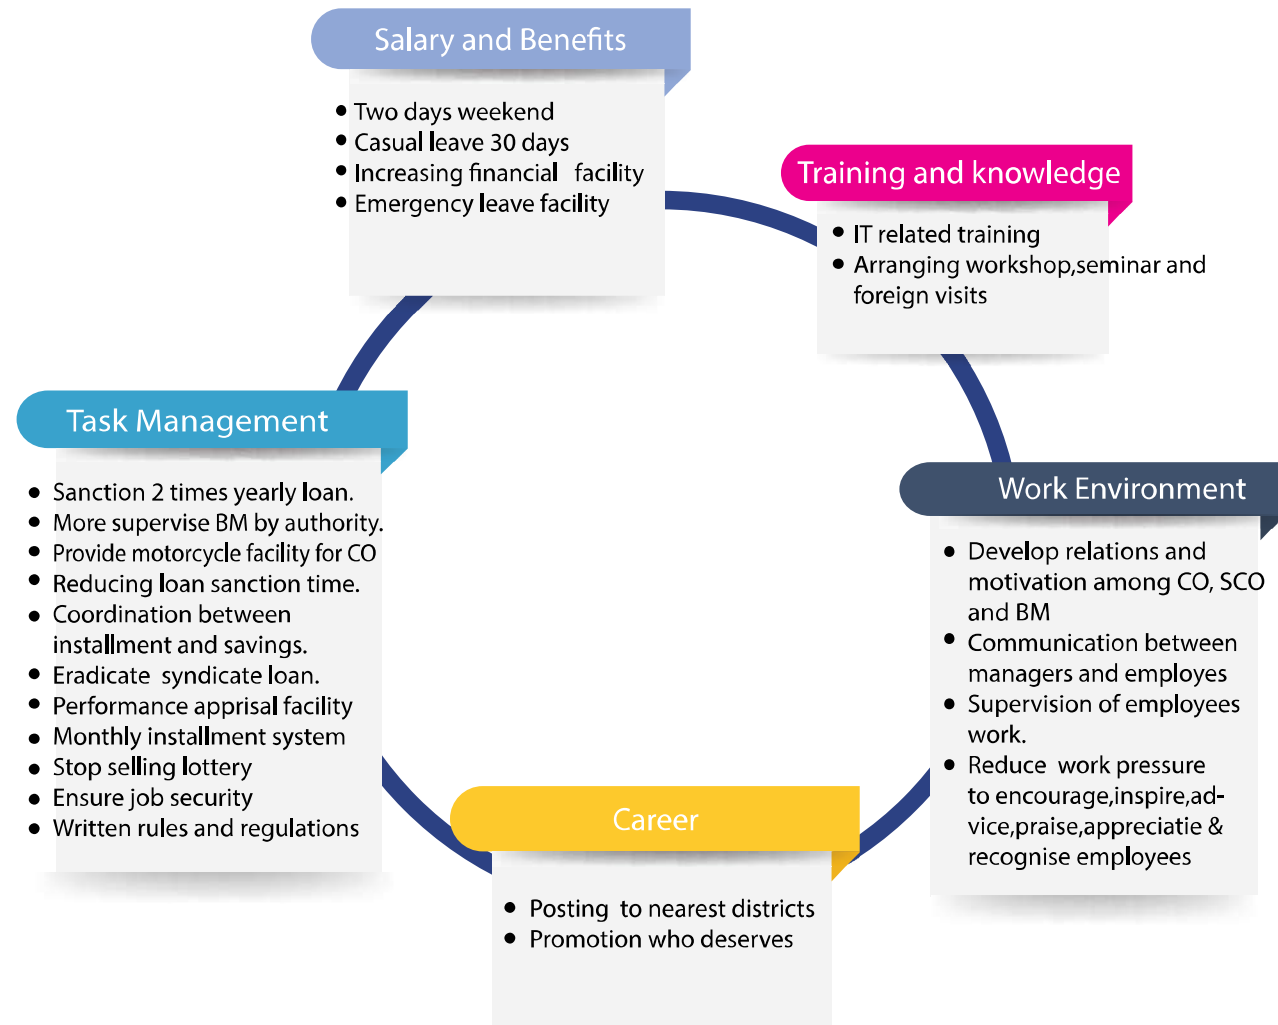 Salary and Benefits
Two days weekend
Casual leave 30 days
Increasing financial facility
Emergency leave facility
Training and knowledge
IT related training
Arranging workshop,seminar and
foreign visits
Task Management
Sanction 2 times yearly loan.
More supervise BM by authority.
Provide motorcycle facility for CO
Reducing loan sanction time.
Coordination between
installment and savings.
Eradicate syndicate loan.
Performance apprisal facility
Monthly installment system
Stop selling lottery
Ensure job security
Written rules and regulations
Work Environment
Develop relations and
motivation among CO, SCO
and BM
Communication between
managers and employes
Supervision of employees
work.
Reduce work pressure
to encourage,inspire,ad-
vice,praise,appreciatie &
recognise employees
Career
Posting to nearest districts
Promotion who deserves